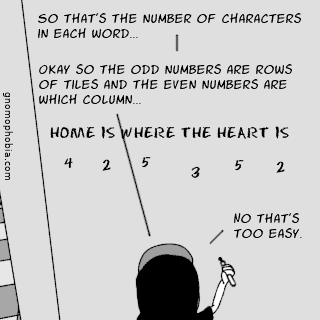 SO THAT'S THE NUMBER OF CHARACTERS
IN EACH WORD...
OKAY SO THE ODD NUMBERS ARE ROWS
OF TILES AND THE EVEN NUMBERS ARE
WHICH COLUMN...
HOME IS WHERE THE HEART IS
4 2 5 3 5 2
NO THAT'S
TOO EASY.
gnomophobia.com